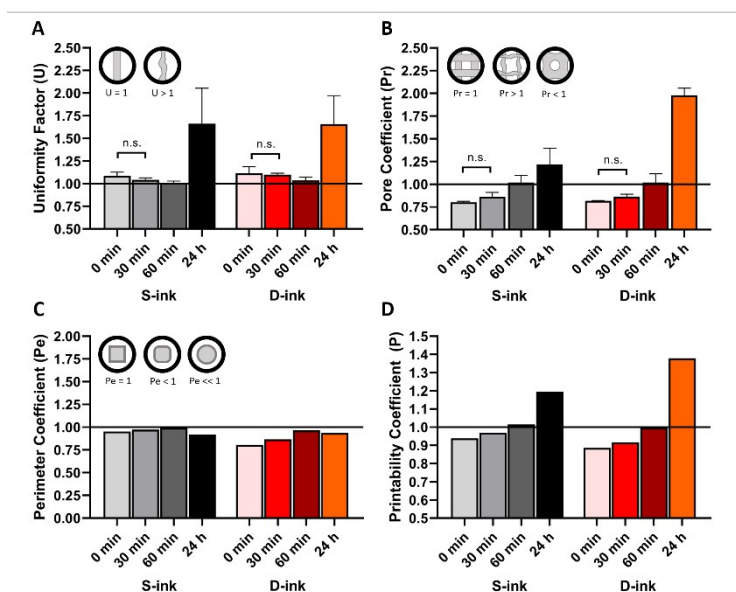 A
Uniformity Factor (U)
2.50
2.25
2.00
1.75
1.50
1.25
1.00
0.75
0.50
U = 1
U > 1
n.s.
n.s.
0 min
30 min
60 min
24 h
0 min
30 min
60 min
24 h
S-ink
D-ink
B
Pore Coefficient (Pr)
2.50
2.25
2.00
1.75
1.50
1.25
1.00
0.75
0.50
Pr = 1
Pr > 1
Pr < 1
n.s.
n.s.
0 min
30 min
60 min
24 h
0 min
30 min
60 min
24 h
S-ink
D-ink
C
Perimeter Coefficient (Pe)
2.00
1.75
1.50
1.25
1.00
0.75
0.50
0.25
0.00
Pe = 1
Pe < 1
Pe << 1
0 min
30 min
60 min
24 h
0 min
30 min
60 min
24 h
S-ink
D-ink
D
Printability Coefficient (P)
1.5
1.4
1.3
1.2
1.1
1.0
0.9
0.8
0.7
0.6
0.5
0 min
30 min
60 min
24 h
0 min
30 min
60 min
24 h
S-ink
D-ink